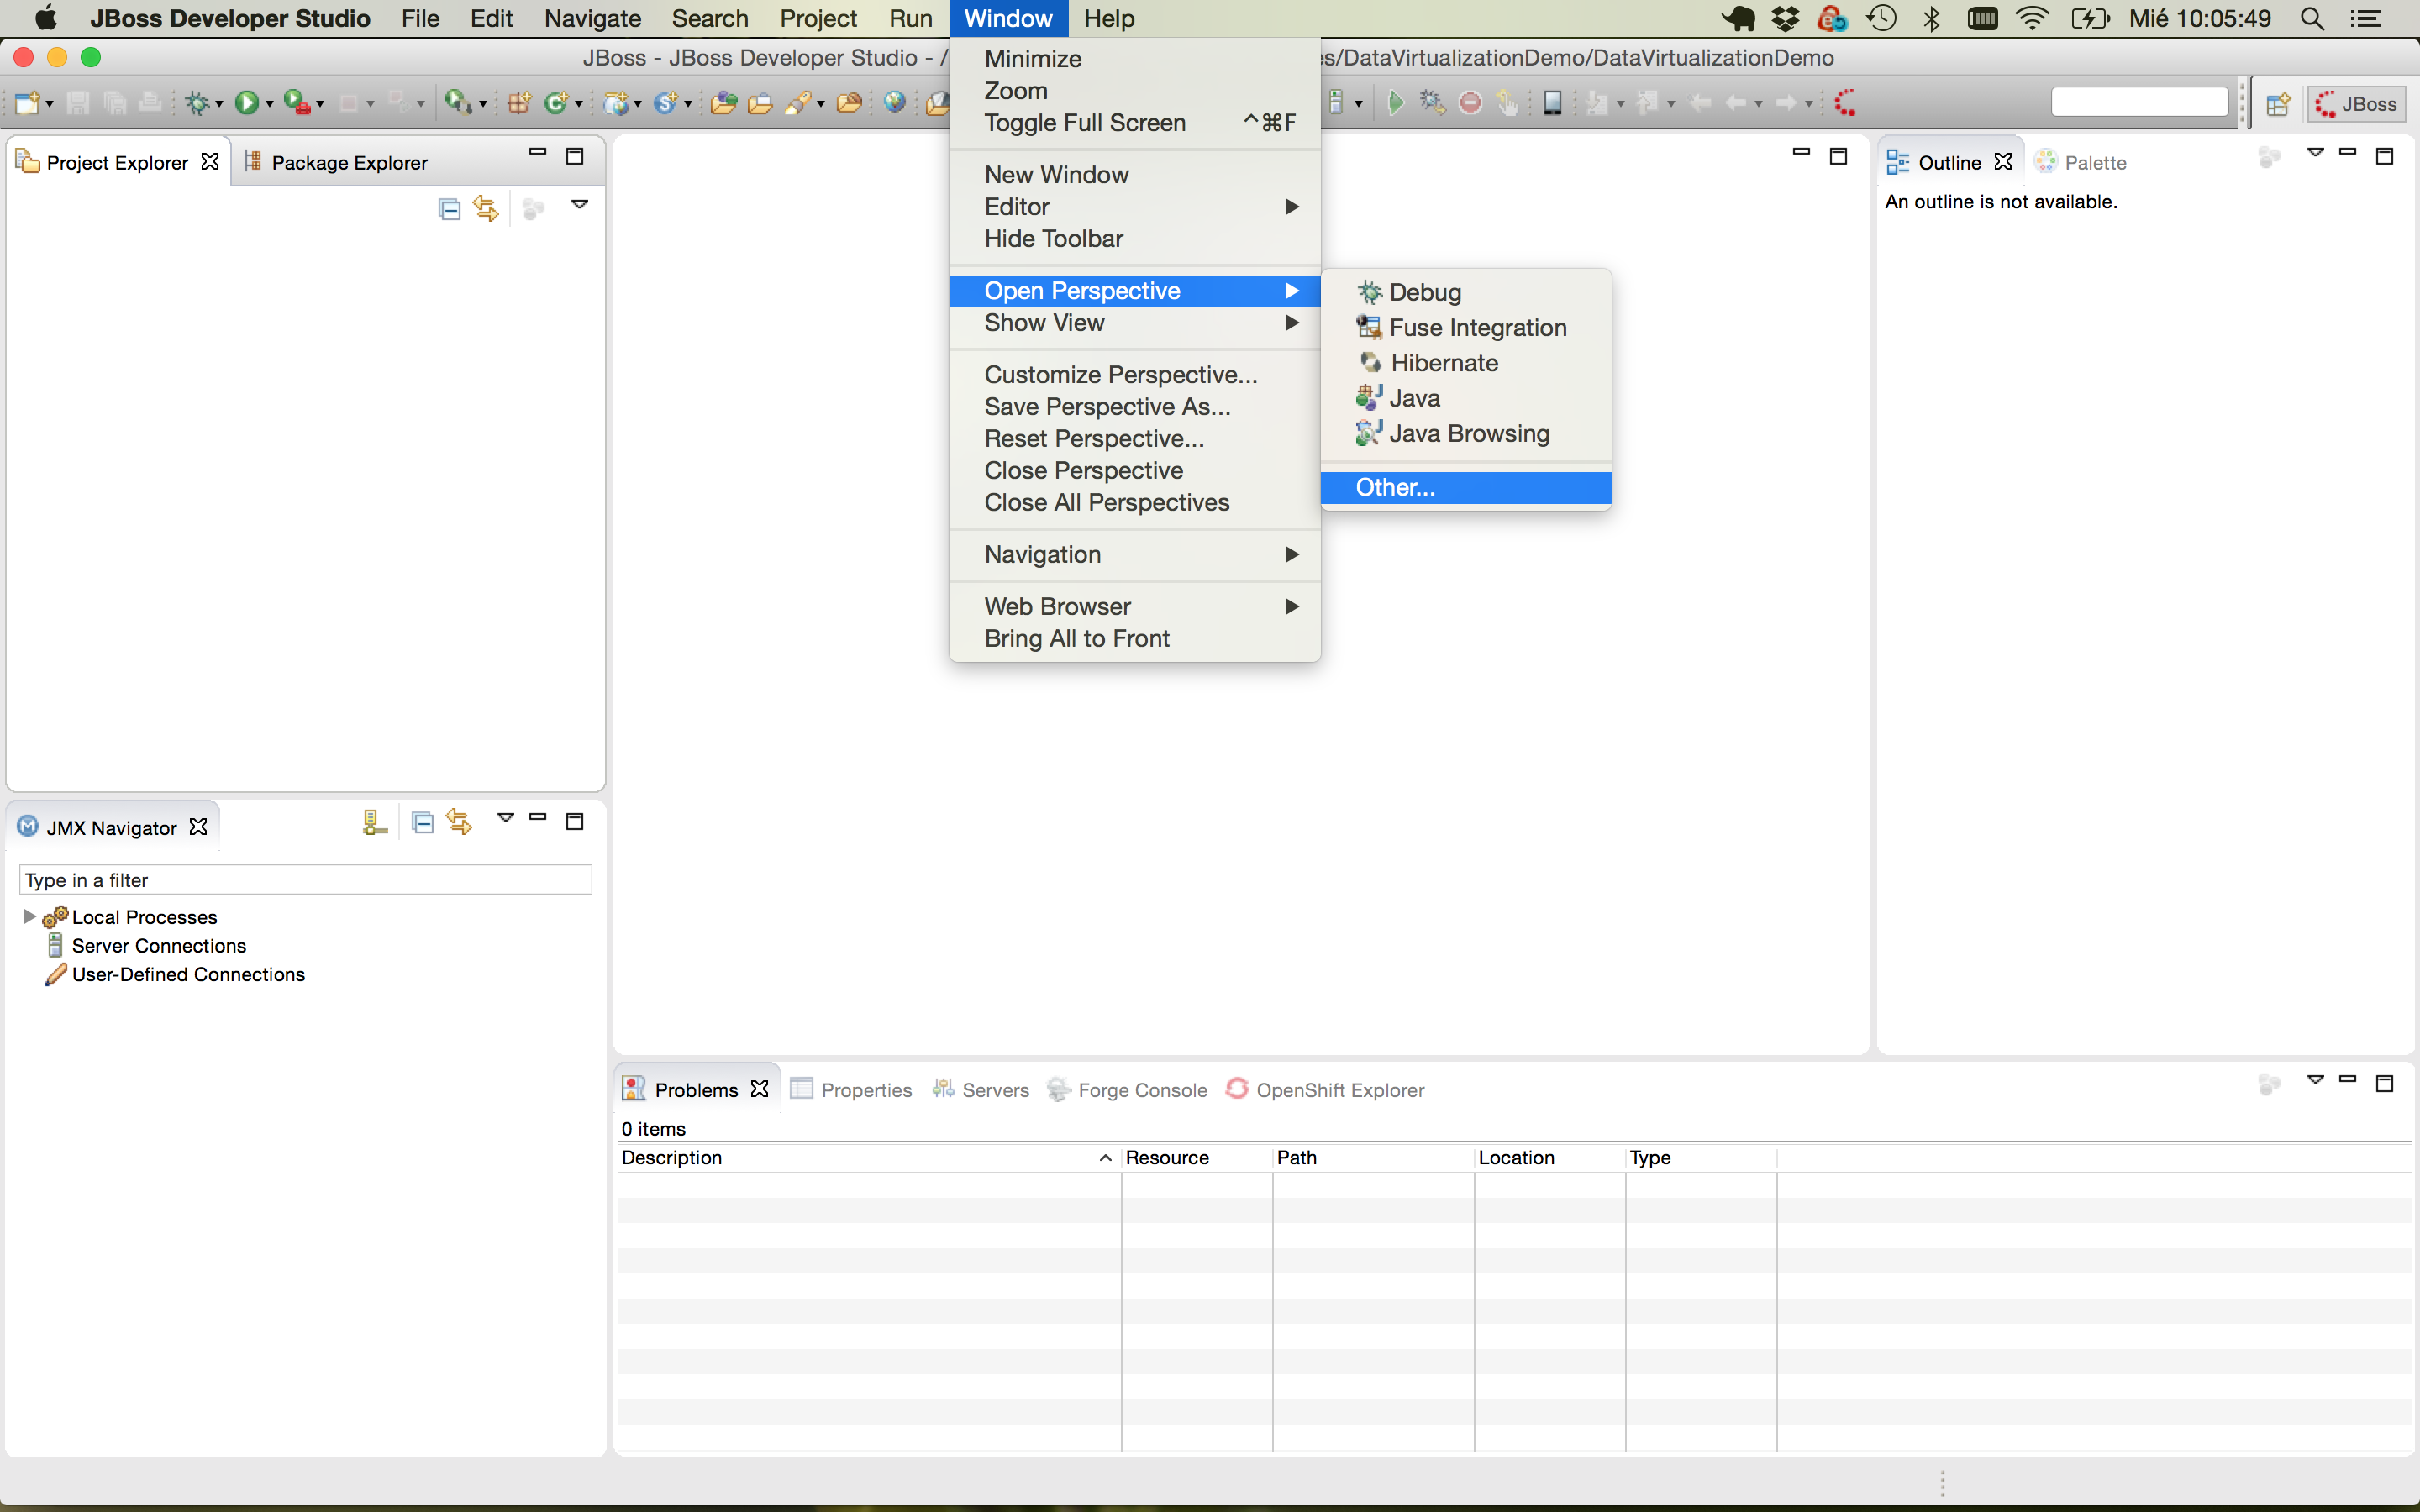 JBoss Developer Studio File Edit Navigate Search Project Run Window Help Mié 10:05:49
JBoss - JBoss Developer Studio - / s/DataVirtualizationDemo/DataVirtualizationDemo
JBoss
Minimize
Zoom
Toggle Full Screen ^⌘F
New Window
Editor
Hide Toolbar
Open Perspective
Show View
Customize Perspective...
Save Perspective As...
Reset Perspective...
Close Perspective
Close All Perspectives
Navigation
Web Browser
Bring All to Front
Debug
Fuse Integration
Hibernate
Java
Java Browsing
Other...
Project Explorer Package Explorer
Outline Palette
An outline is not available.
JMX Navigator
Type in a filter
Local Processes
Server Connections
User-Defined Connections
Problems Properties Servers Forge Console OpenShift Explorer
0 items
Description Resource Path Location Type